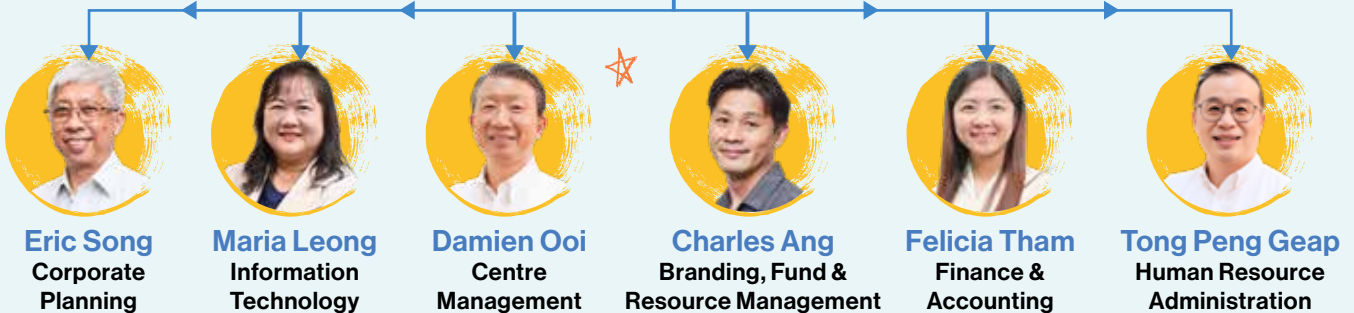 Eric Song
Corporate
Planning
Maria Leong
Information
Technology
Damien Ooi
Centre
Management
Charles Ang
Branding, Fund &
Resource Management
Felicia Tham
Finance &
Accounting
Tong Peng Geap
Human Resource
Administration